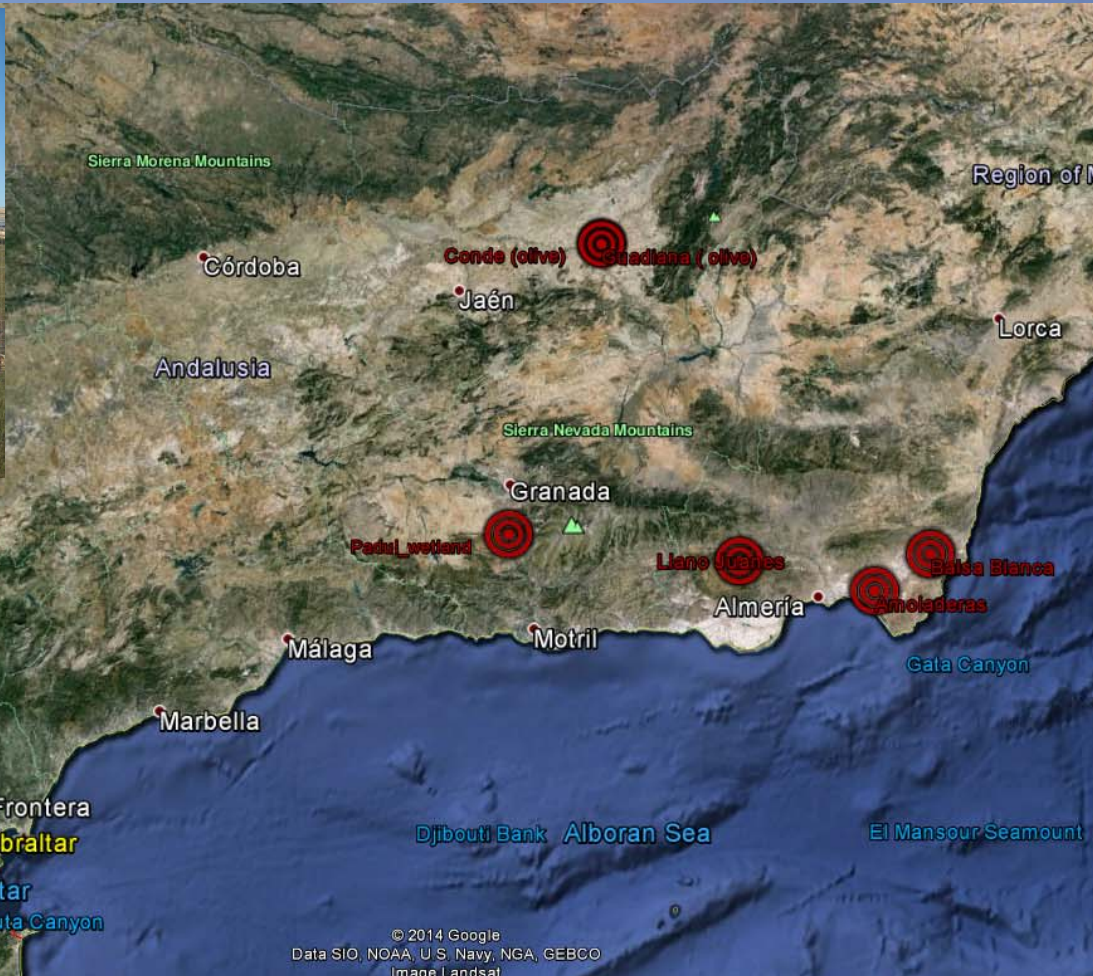 Sierra Morena Mountains
Region of M
Córdoba
Conde (olive)
Guadiana ( olive)
Jaén
Lorca
Andalusia
Sierra Nevada Mountains
Granada
Padul_wetland
Llano Juanes
Balsa Blanca
Almería
Amoladeras
Málaga
Motril
Gata Canyon
Marbella
Frontera
Djibouti Bank
Alboran Sea
El Mansour Seamount
braltar
tar
uta Canyon
© 2014 Google
Data SIO, NOAA, U.S. Navy, NGA, GEBCO
Image Landsat